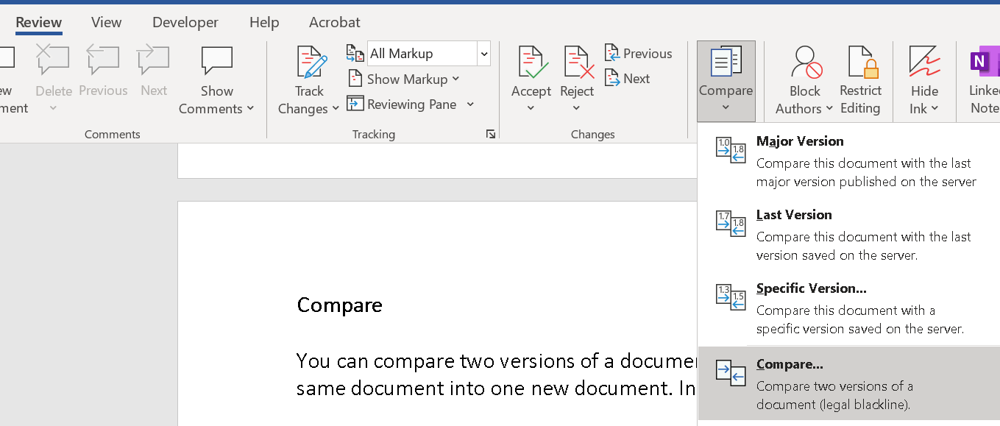 Review View Developer Help Acrobat
All Markup
Show Markup
Reviewing Pane
Delete Previous Next
Show
Comments
Track
Changes
Accept Reject
Previous
Next
Compare
Block
Authors
Restrict
Editing
Hide
Ink
N
Comments Tracking Changes
1.0 1.8 Major Version
Compare this document with the last
major version published on the server
1.7 1.8 Last Version
Compare this document with the last
version saved on the server.
1.3 1.5 Specific Version...
Compare this document with a
specific version saved on the server.
Compare...
Compare two versions of a
document (legal blackline).
Compare
You can compare two versions of a
same document into one new document. In